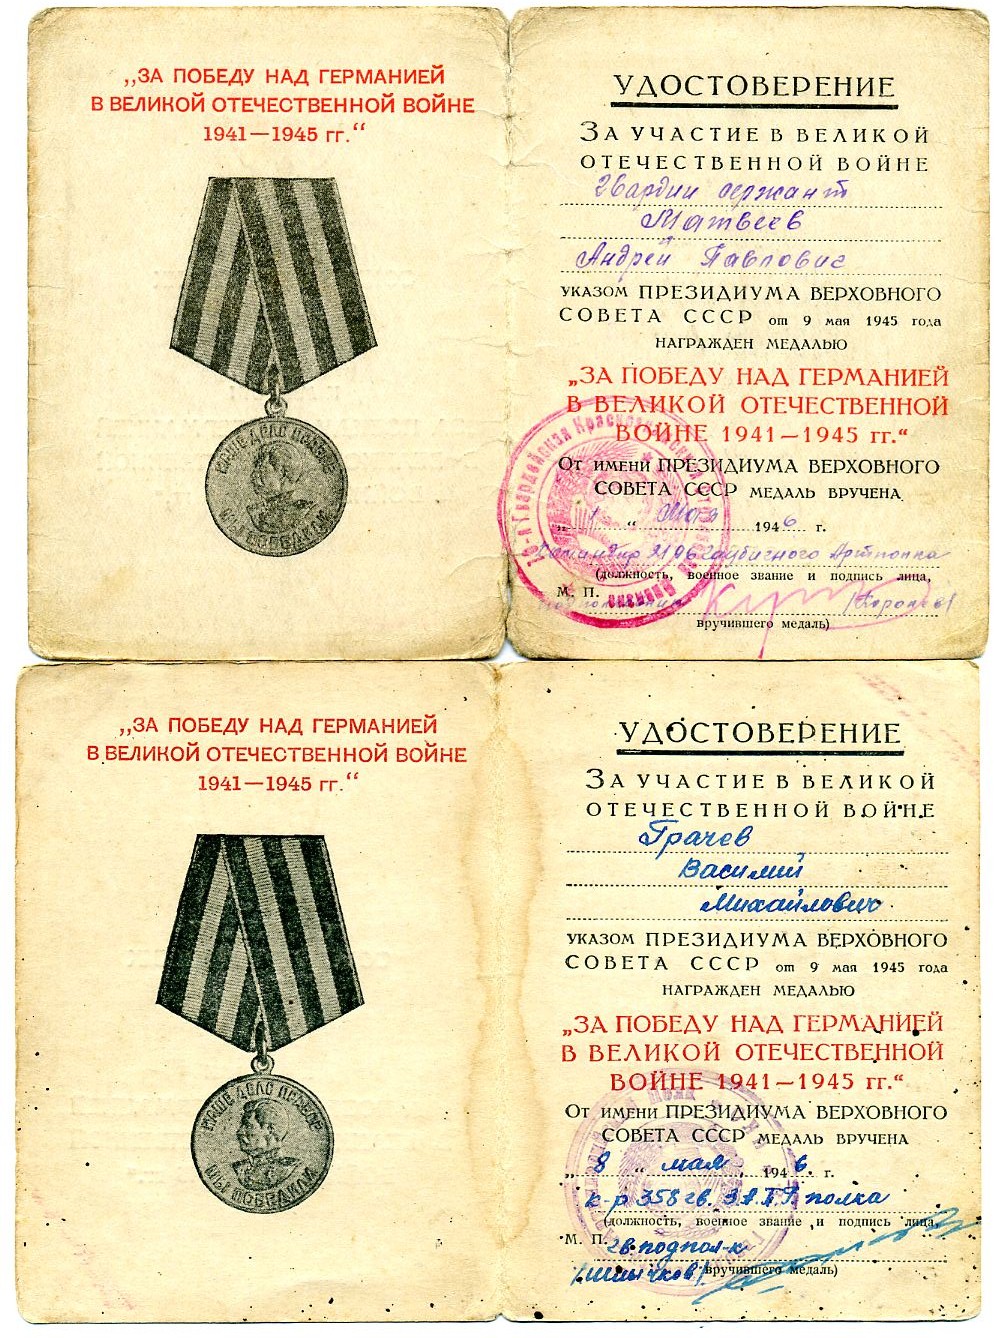 „ЗА ПОБЕДУ НАД ГЕРМАНИЕЙ
В ВЕЛИКОЙ ОТЕЧЕСТВЕННОЙ ВОЙНЕ
1941—1945 гг.“
НАШЕ ДЕЛО ПРАВОЕ
МЫ ПОБЕДИЛИ
УДОСТОВЕРЕНИЕ
ЗА УЧАСТИЕ В ВЕЛИКОЙ
ОТЕЧЕСТВЕННОЙ ВОЙНЕ
гвардии сержант
Матвеев
Андрей Павлович
УКАЗОМ ПРЕЗИДИУМА ВЕРХОВНОГО
СОВЕТА СССР от 9 мая 1945 года
НАГРАЖДЕН МЕДАЛЬЮ
„ЗА ПОБЕДУ НАД ГЕРМАНИЕЙ
В ВЕЛИКОЙ ОТЕЧЕСТВЕННОЙ
ВОЙНЕ 1941—1945 гг.“
ОТ ИМЕНИ ПРЕЗИДИУМА ВЕРХОВНОГО
СОВЕТА СССР МЕДАЛЬ ВРУЧЕНА
„1“ мая 1946 г.
Командир гаубичного Артполка
(должность, военное звание и подпись лица,
М. П.
вручившего медаль)
„ЗА ПОБЕДУ НАД ГЕРМАНИЕЙ
В ВЕЛИКОЙ ОТЕЧЕСТВЕННОЙ ВОЙНЕ
1941—1945 гг.“
НАШЕ ДЕЛО ПРАВОЕ
МЫ ПОБЕДИЛИ
УДОСТОВЕРЕНИЕ
ЗА УЧАСТИЕ В ВЕЛИКОЙ
ОТЕЧЕСТВЕННОЙ ВОЙНЕ
Грачев
Василий
Михайлович
УКАЗОМ ПРЕЗИДИУМА ВЕРХОВНОГО
СОВЕТА СССР от 9 мая 1945 года
НАГРАЖДЕН МЕДАЛЬЮ
„ЗА ПОБЕДУ НАД ГЕРМАНИЕЙ
В ВЕЛИКОЙ ОТЕЧЕСТВЕННОЙ
ВОЙНЕ 1941—1945 гг.“
ОТ ИМЕНИ ПРЕЗИДИУМА ВЕРХОВНОГО
СОВЕТА СССР МЕДАЛЬ ВРУЧЕНА
„8“ мая 1946 г.
к-р 358 гв. полка
(должность, военное звание и подпись лица,
М. П. гв. подпол-к
вручившего медаль)